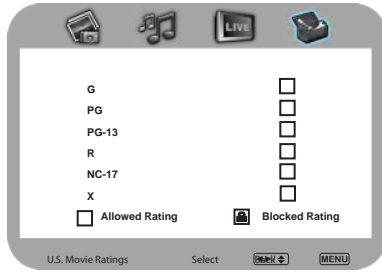 LIVE
G
PG
PG-13
R
NC-17
X
Allowed Rating Blocked Rating
U.S. Movie Ratings Select MENU